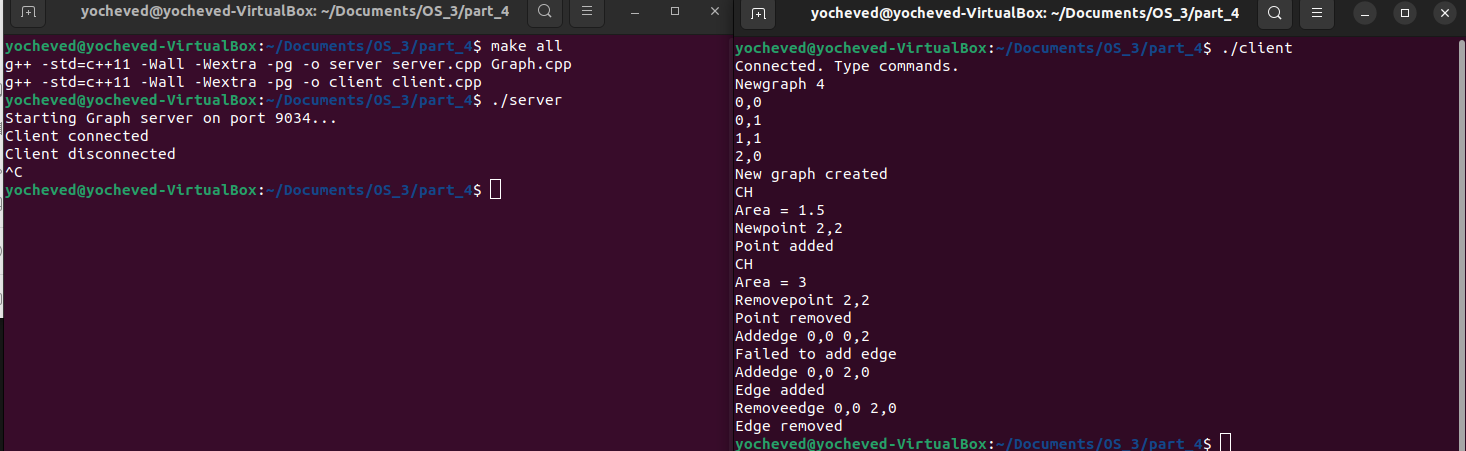 yocheved@yocheved-VirtualBox: ~/Documents/OS_3/part_4
yocheved@yocheved-VirtualBox:~/Documents/OS_3/part_4$ make all
g++ -std=c++11 -Wall -Wextra -pg -o server server.cpp Graph.cpp
g++ -std=c++11 -Wall -Wextra -pg -o client client.cpp
yocheved@yocheved-VirtualBox:~/Documents/OS_3/part_4$ ./server
Starting Graph server on port 9034...
Client connected
Client disconnected
^C
yocheved@yocheved-VirtualBox:~/Documents/OS_3/part_4$
yocheved@yocheved-VirtualBox: ~/Documents/OS_3/part_4
yocheved@yocheved-VirtualBox:~/Documents/OS_3/part_4$ ./client
Connected. Type commands.
Newgraph 4
0,0
0,1
1,1
2,0
New graph created
CH
Area = 1.5
Newpoint 2,2
Point added
CH
Area = 3
Removepoint 2,2
Point removed
Addedge 0,0 0,2
Failed to add edge
Addedge 0,0 2,0
Edge added
Removeedge 0,0 2,0
Edge removed
yocheved@yocheved-VirtualBox:~/Documents/OS_3/part_4$